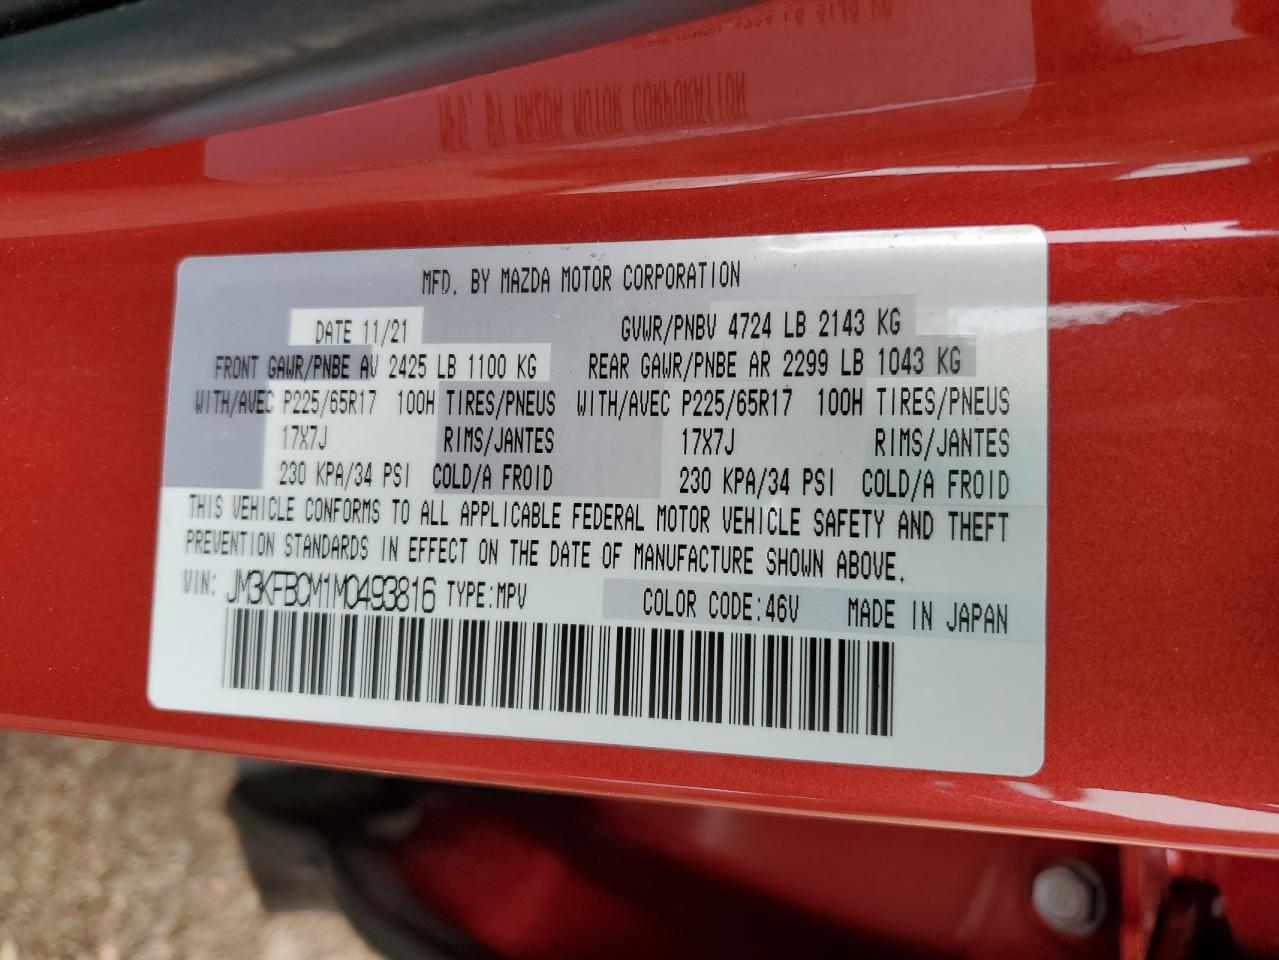 MFD. BY MAZDA MOTOR CORPORATION
DATE 11/21 GVWR/PNBV 4724 LB 2143 KG
FRONT GAWR/PNBE AV 2425 LB 1100 KG REAR GAWR/PNBE AR 2299 LB 1043 KG
WITH/AVEC P225/65R17 100H TIRES/PNEUS WITH/AVEC P225/65R17 100H TIRES/PNEUS
17X7J RIMS/JANTES 17X7J RIMS/JANTES
230 KPA/34 PSI COLD/A FROID 230 KPA/34 PSI COLD/A FROID
THIS VEHICLE CONFORMS TO ALL APPLICABLE FEDERAL MOTOR VEHICLE SAFETY AND THEFT
PREVENTION STANDARDS IN EFFECT ON THE DATE OF MANUFACTURE SHOWN ABOVE.
VIN: JM3KFBCM1M0493816 TYPE:MPV COLOR CODE:46V MADE IN JAPAN